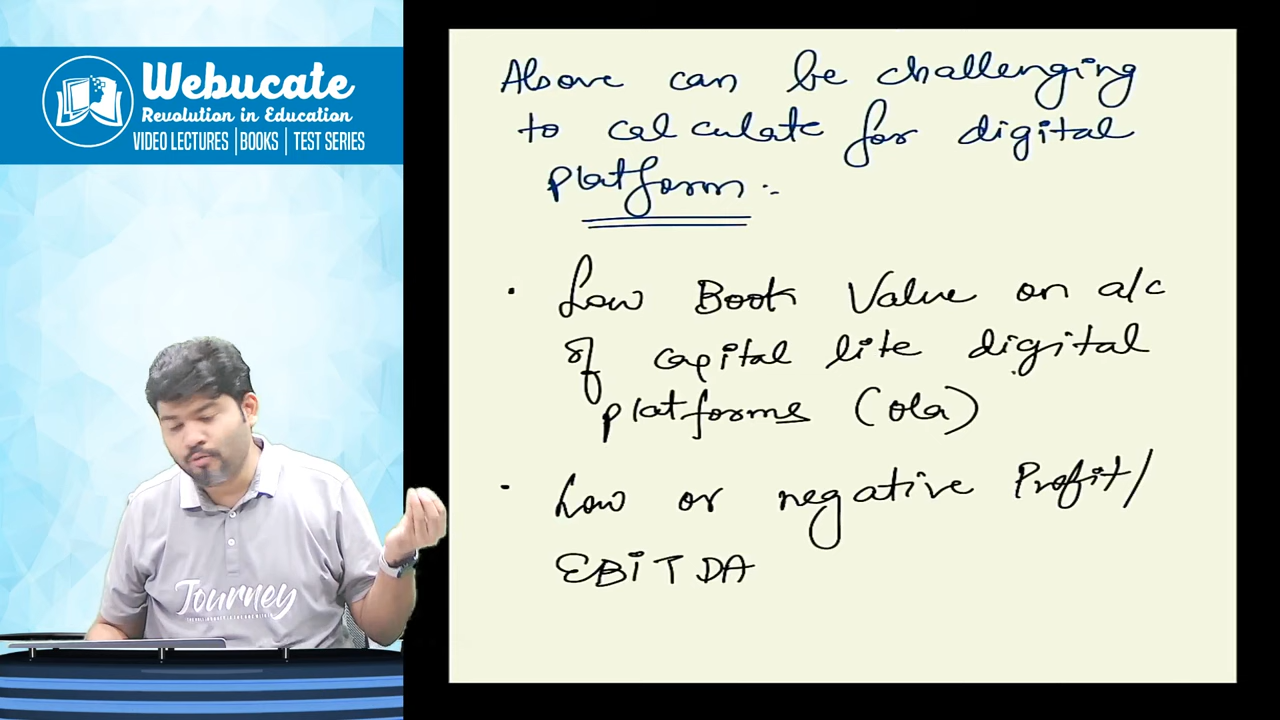 Webucate
Revolution in Education
VIDEO LECTURES | BOOKS | TEST SERIES
Above can be challenging
to calculate for digital
platform :-
• Low Book Value on a/c
of capital lite digital
platforms (ola)
• Low or negative Profit/
EBITDA
Journey